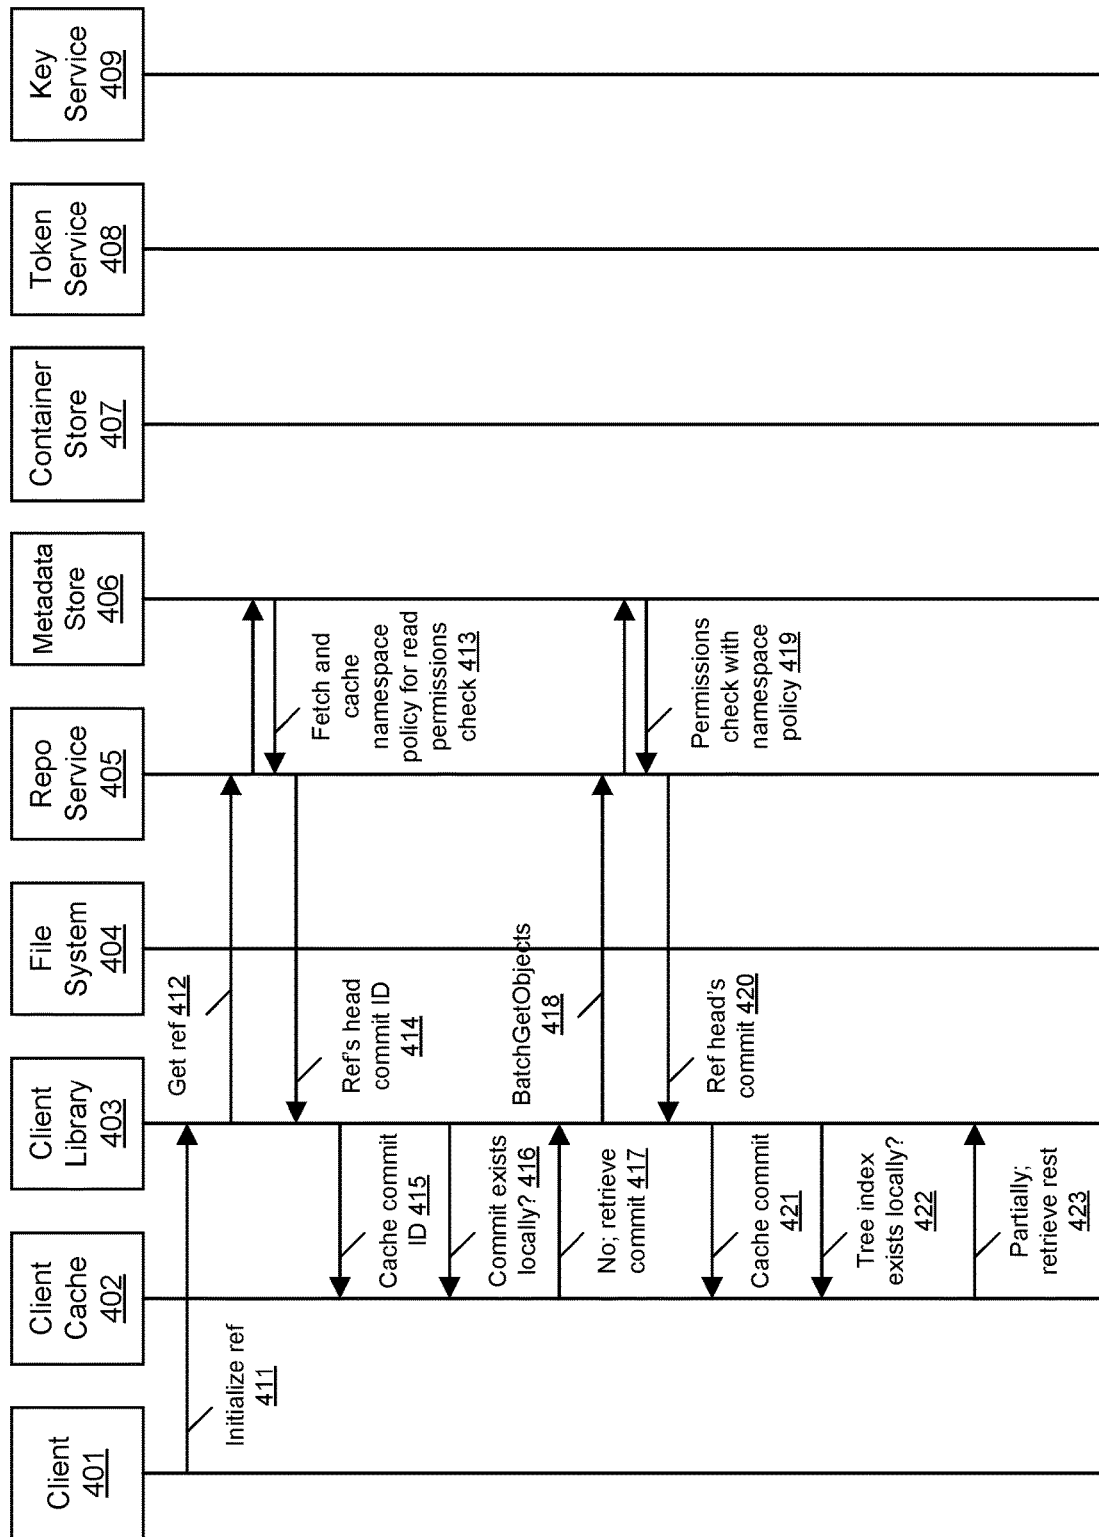 Client
401
Client
Cache
402
Client
Library
403
File
System
404
Repo
Service
405
Metadata
Store
406
Container
Store
407
Token
Service
408
Key
Service
409
Initialize ref
411
Get ref 412
Fetch and
cache
namespace
policy for read
permissions
check 413
Ref's head
commit ID
414
Cache commit
ID 415
Commit exists
locally? 416
No; retrieve
commit 417
BatchGetObjects
418
Permissions
check with
namespace
policy 419
Ref head's
commit 420
Cache commit
421
Tree index
exists locally?
422
Partially;
retrieve rest
423